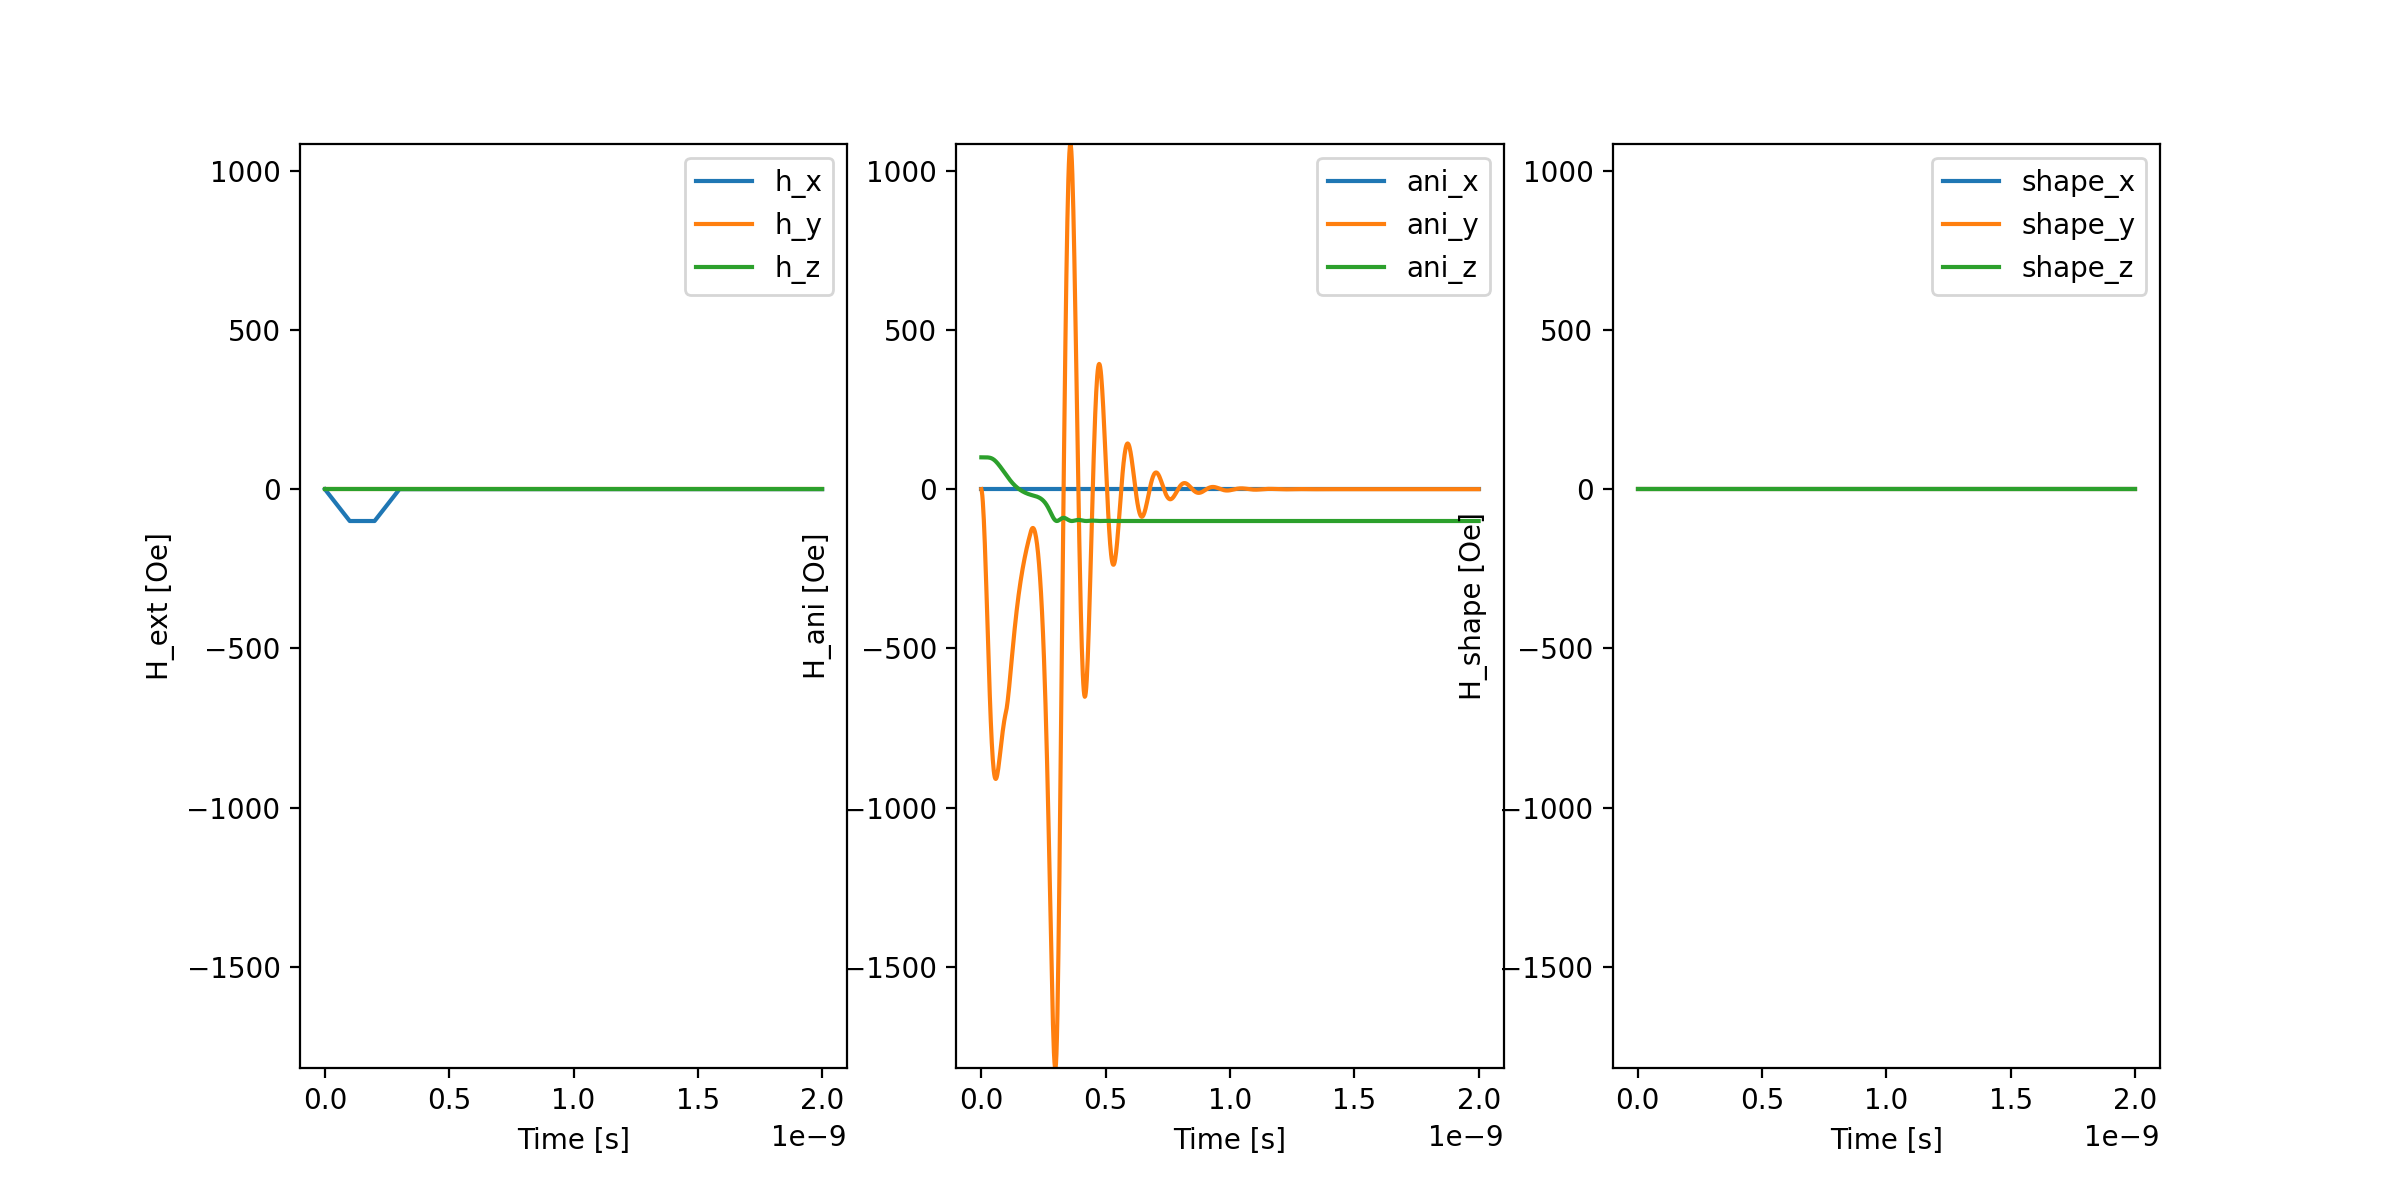 H_ext [Oe]
1000
500
0
−500
−1000
−1500
h_x
h_y
h_z
0.0 0.5 1.0 1.5 2.0
Time [s]
1e−9
H_ani [Oe]
1000
500
0
−500
−1000
−1500
ani_x
ani_y
ani_z
0.0 0.5 1.0 1.5 2.0
Time [s]
1e−9
H_shape [Oe]
1000
500
0
−500
−1000
−1500
shape_x
shape_y
shape_z
0.0 0.5 1.0 1.5 2.0
Time [s]
1e−9